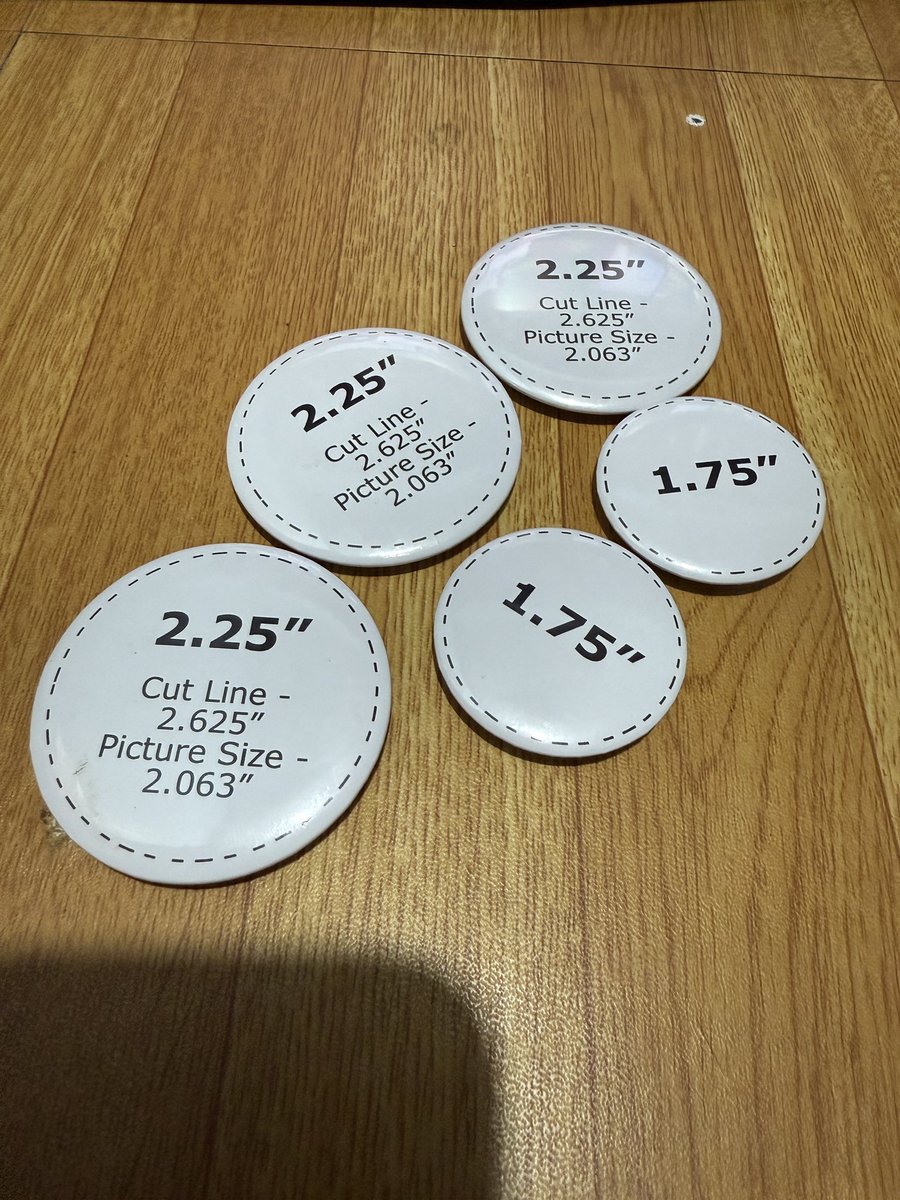 2.25"
Cut Line -
2.625"
Picture Size -
2.063"
2.25"
Cut Line -
2.625"
Picture Size -
2.063"
1.75"
1.75"
2.25"
Cut Line -
2.625"
Picture Size -
2.063"